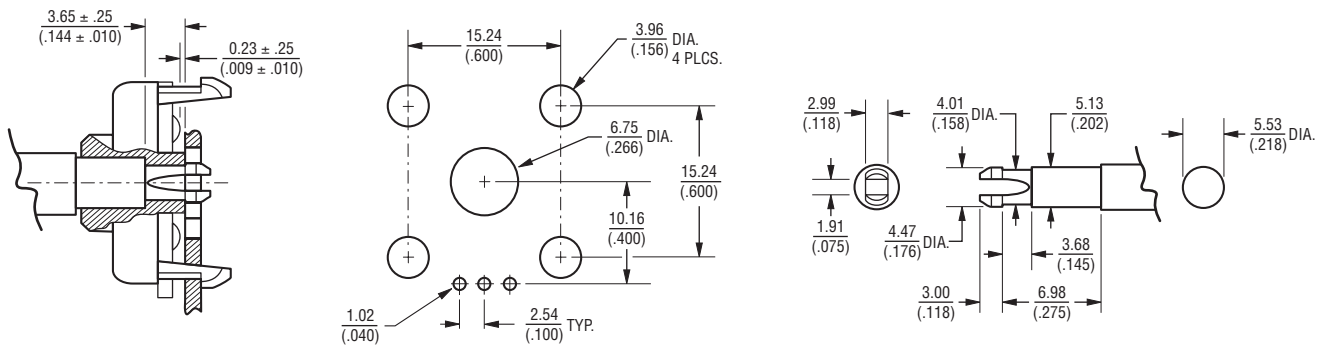 3.65 ± .25
(.144 ± .010)
0.23 ± .25
(.009 ± .010)
15.24
(.600)
3.96
(.156) DIA.
4 PLCS.
6.75
(.266) DIA.
15.24
(.600)
10.16
(.400)
1.02
(.040)
2.54
(.100) TYP.
2.99
(.118)
4.01
(.158) DIA.
5.13
(.202)
5.53
(.218) DIA.
1.91
(.075)
4.47
(.176) DIA.
3.68
(.145)
3.00
(.118)
6.98
(.275)